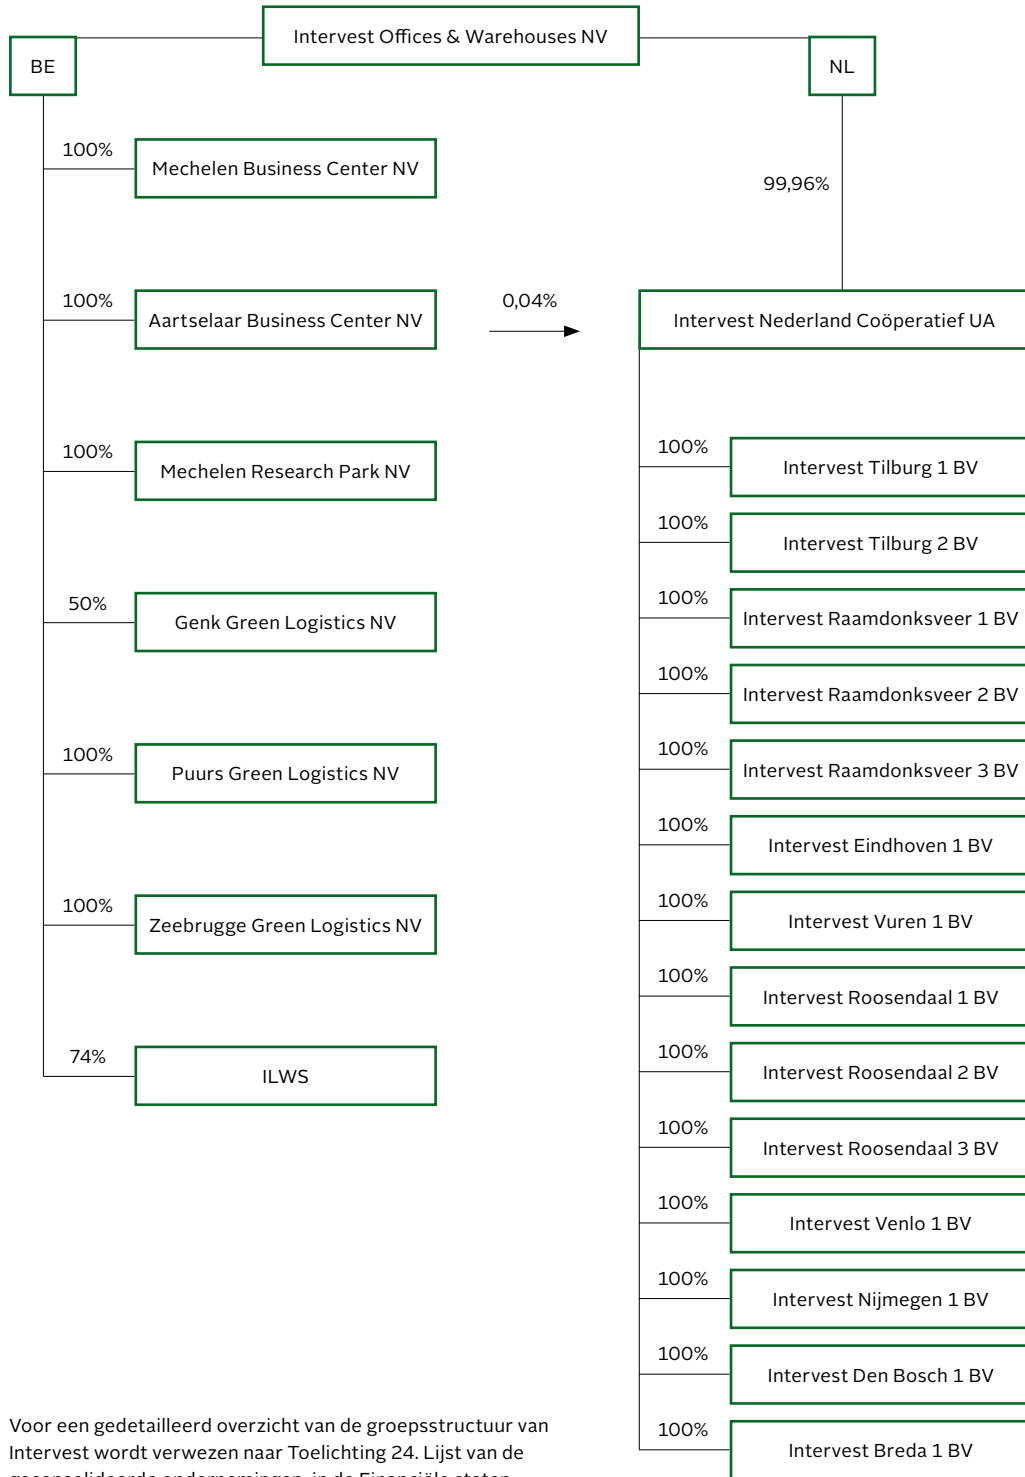 Intervest Offices & Warehouses NV
BE
NL
100%
Mechelen Business Center NV
99,96%
100%
Aartselaar Business Center NV
0,04%
Intervest Nederland Coöperatief UA
100%
Mechelen Research Park NV
50%
Genk Green Logistics NV
100%
Puurs Green Logistics NV
100%
Zeebrugge Green Logistics NV
74%
ILWS
100%
Intervest Tilburg 1 BV
100%
Intervest Tilburg 2 BV
100%
Intervest Raamdonksveer 1 BV
100%
Intervest Raamdonksveer 2 BV
100%
Intervest Raamdonksveer 3 BV
100%
Intervest Eindhoven 1 BV
100%
Intervest Vuren 1 BV
100%
Intervest Roosendaal 1 BV
100%
Intervest Roosendaal 2 BV
100%
Intervest Roosendaal 3 BV
100%
Intervest Venlo 1 BV
100%
Intervest Nijmegen 1 BV
100%
Intervest Den Bosch 1 BV
100%
Intervest Breda 1 BV
Voor een gedetailleerd overzicht van de groepsstructuur van
Intervest wordt verwezen naar Toelichting 24. Lijst van de
geconsolideerde ondernemingen in de Financiële staten